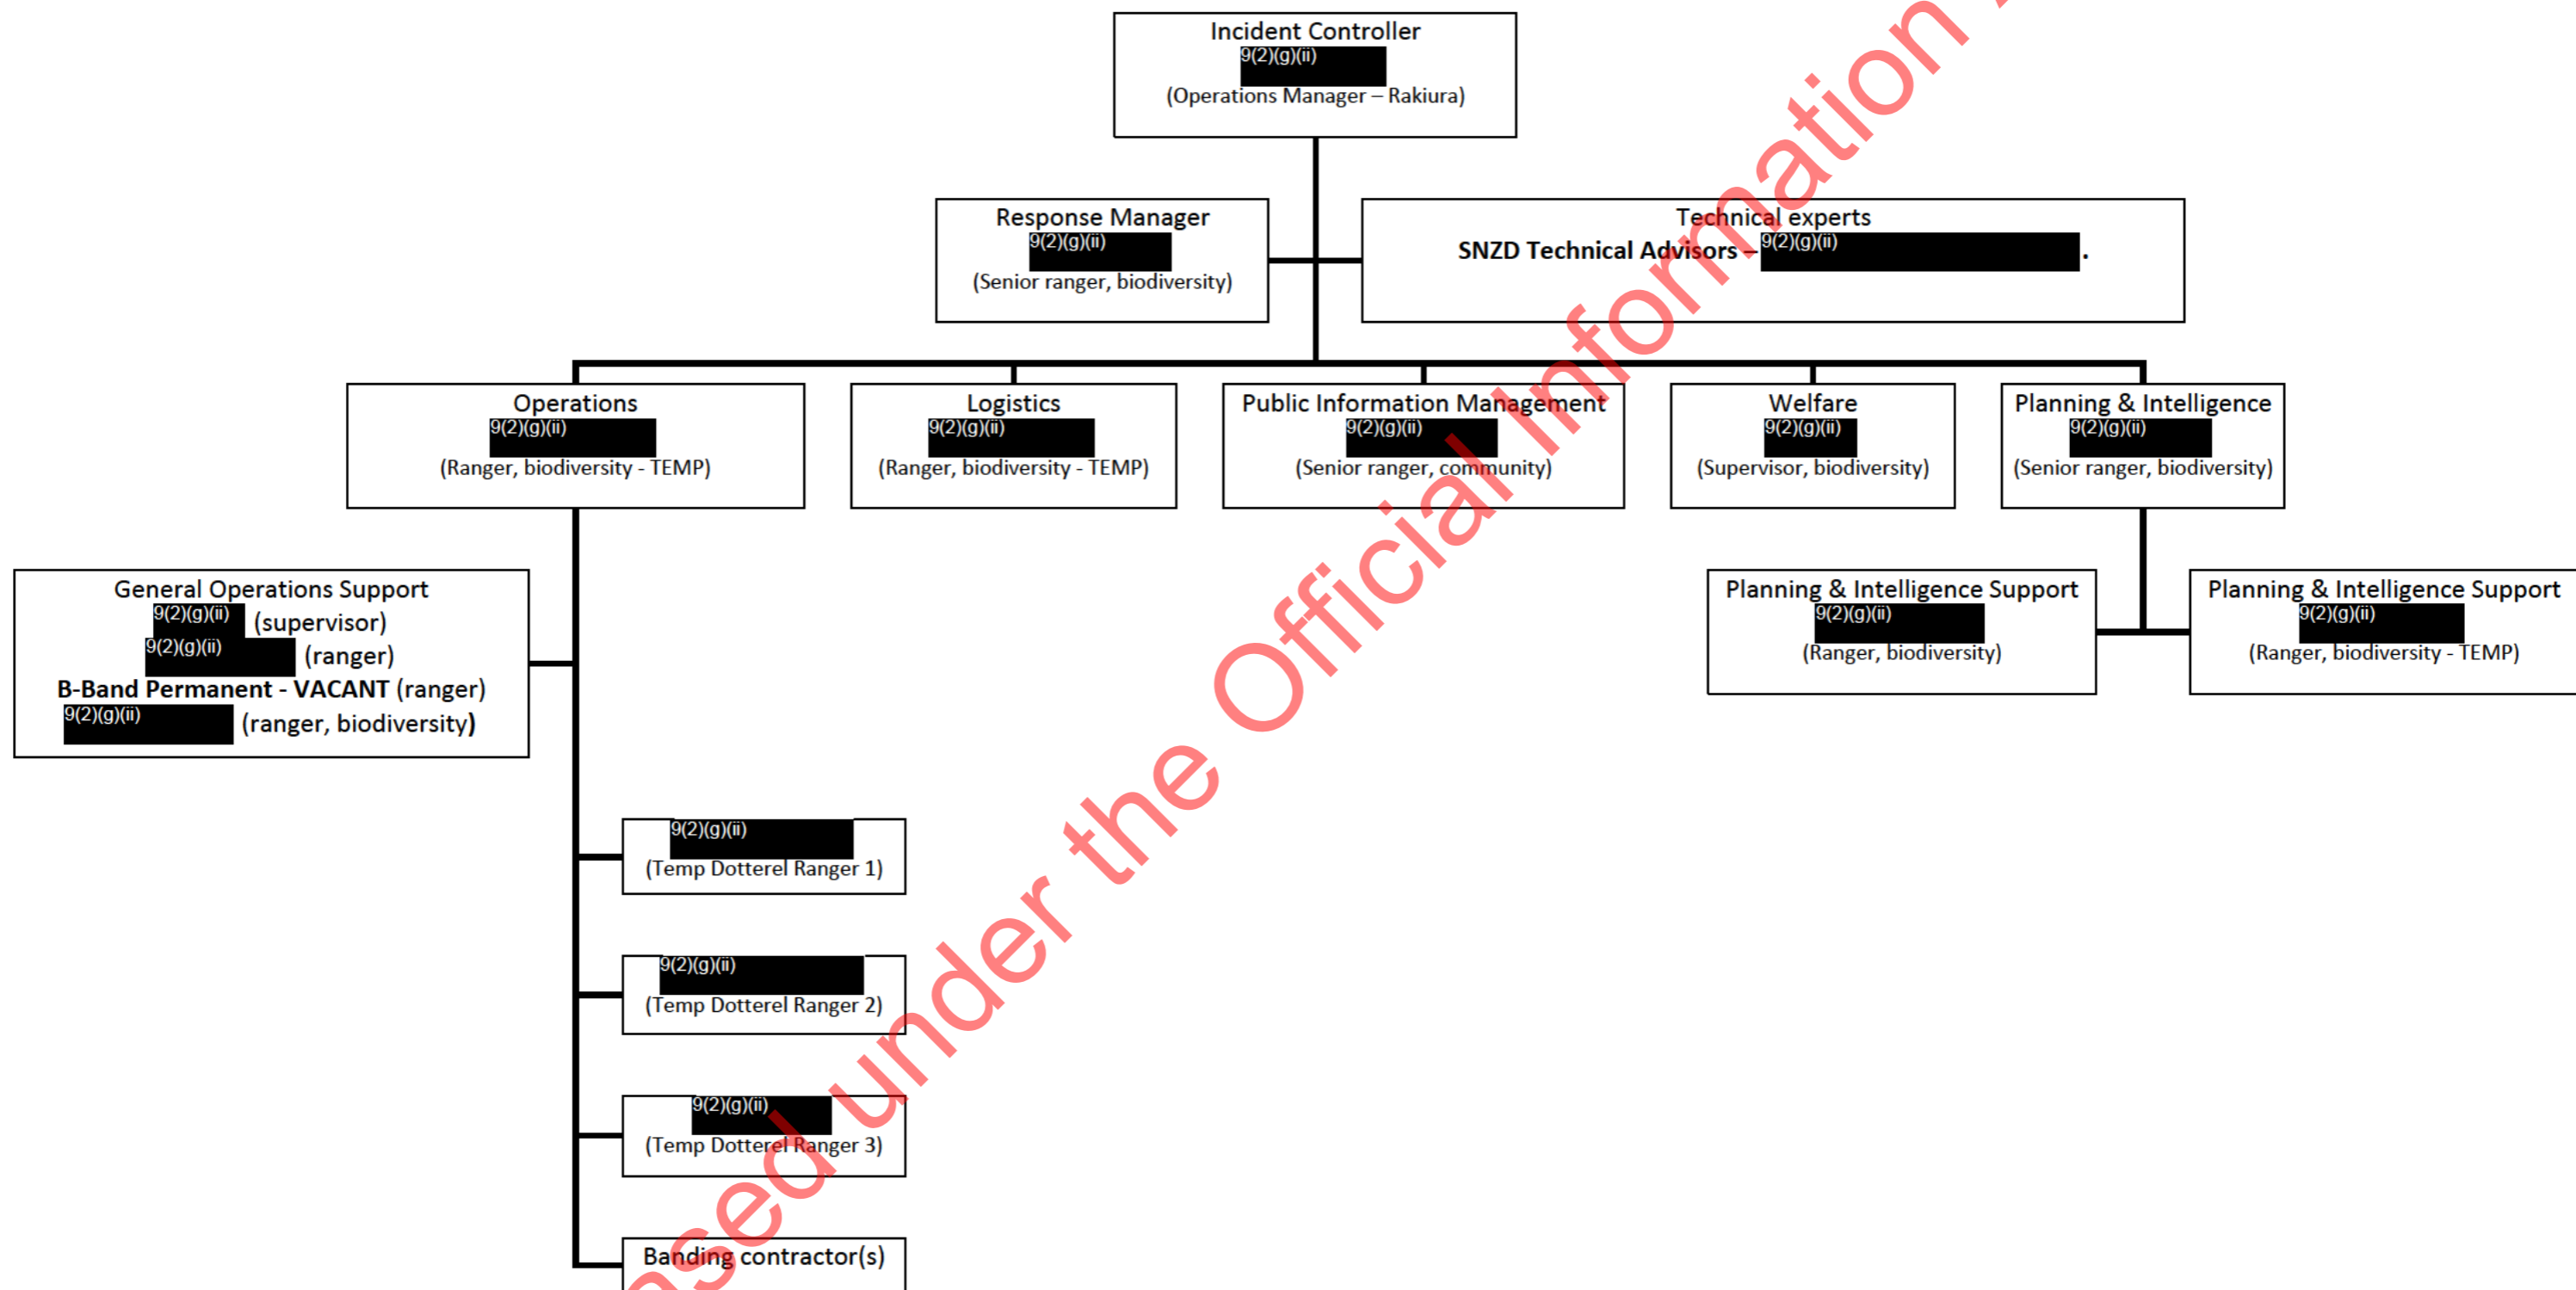 Incident Controller
9(2)(g)(ii)
(Operations Manager – Rakiura)
Response Manager
9(2)(g)(ii)
(Senior ranger, biodiversity)
Technical experts
SNZD Technical Advisors – 9(2)(g)(ii) .
Operations
9(2)(g)(ii)
(Ranger, biodiversity - TEMP)
Logistics
9(2)(g)(ii)
(Ranger, biodiversity - TEMP)
Public Information Management
9(2)(g)(ii)
(Senior ranger, community)
Welfare
9(2)(g)(ii)
(Supervisor, biodiversity)
Planning & Intelligence
9(2)(g)(ii)
(Senior ranger, biodiversity)
General Operations Support
9(2)(g)(ii) (supervisor)
9(2)(g)(ii) (ranger)
B-Band Permanent - VACANT (ranger)
9(2)(g)(ii) (ranger, biodiversity)
Planning & Intelligence Support
9(2)(g)(ii)
(Ranger, biodiversity)
Planning & Intelligence Support
9(2)(g)(ii)
(Ranger, biodiversity - TEMP)
9(2)(g)(ii)
(Temp Dotterel Ranger 1)
9(2)(g)(ii)
(Temp Dotterel Ranger 2)
9(2)(g)(ii)
(Temp Dotterel Ranger 3)
Banding contractor(s)
ased under the Official Information